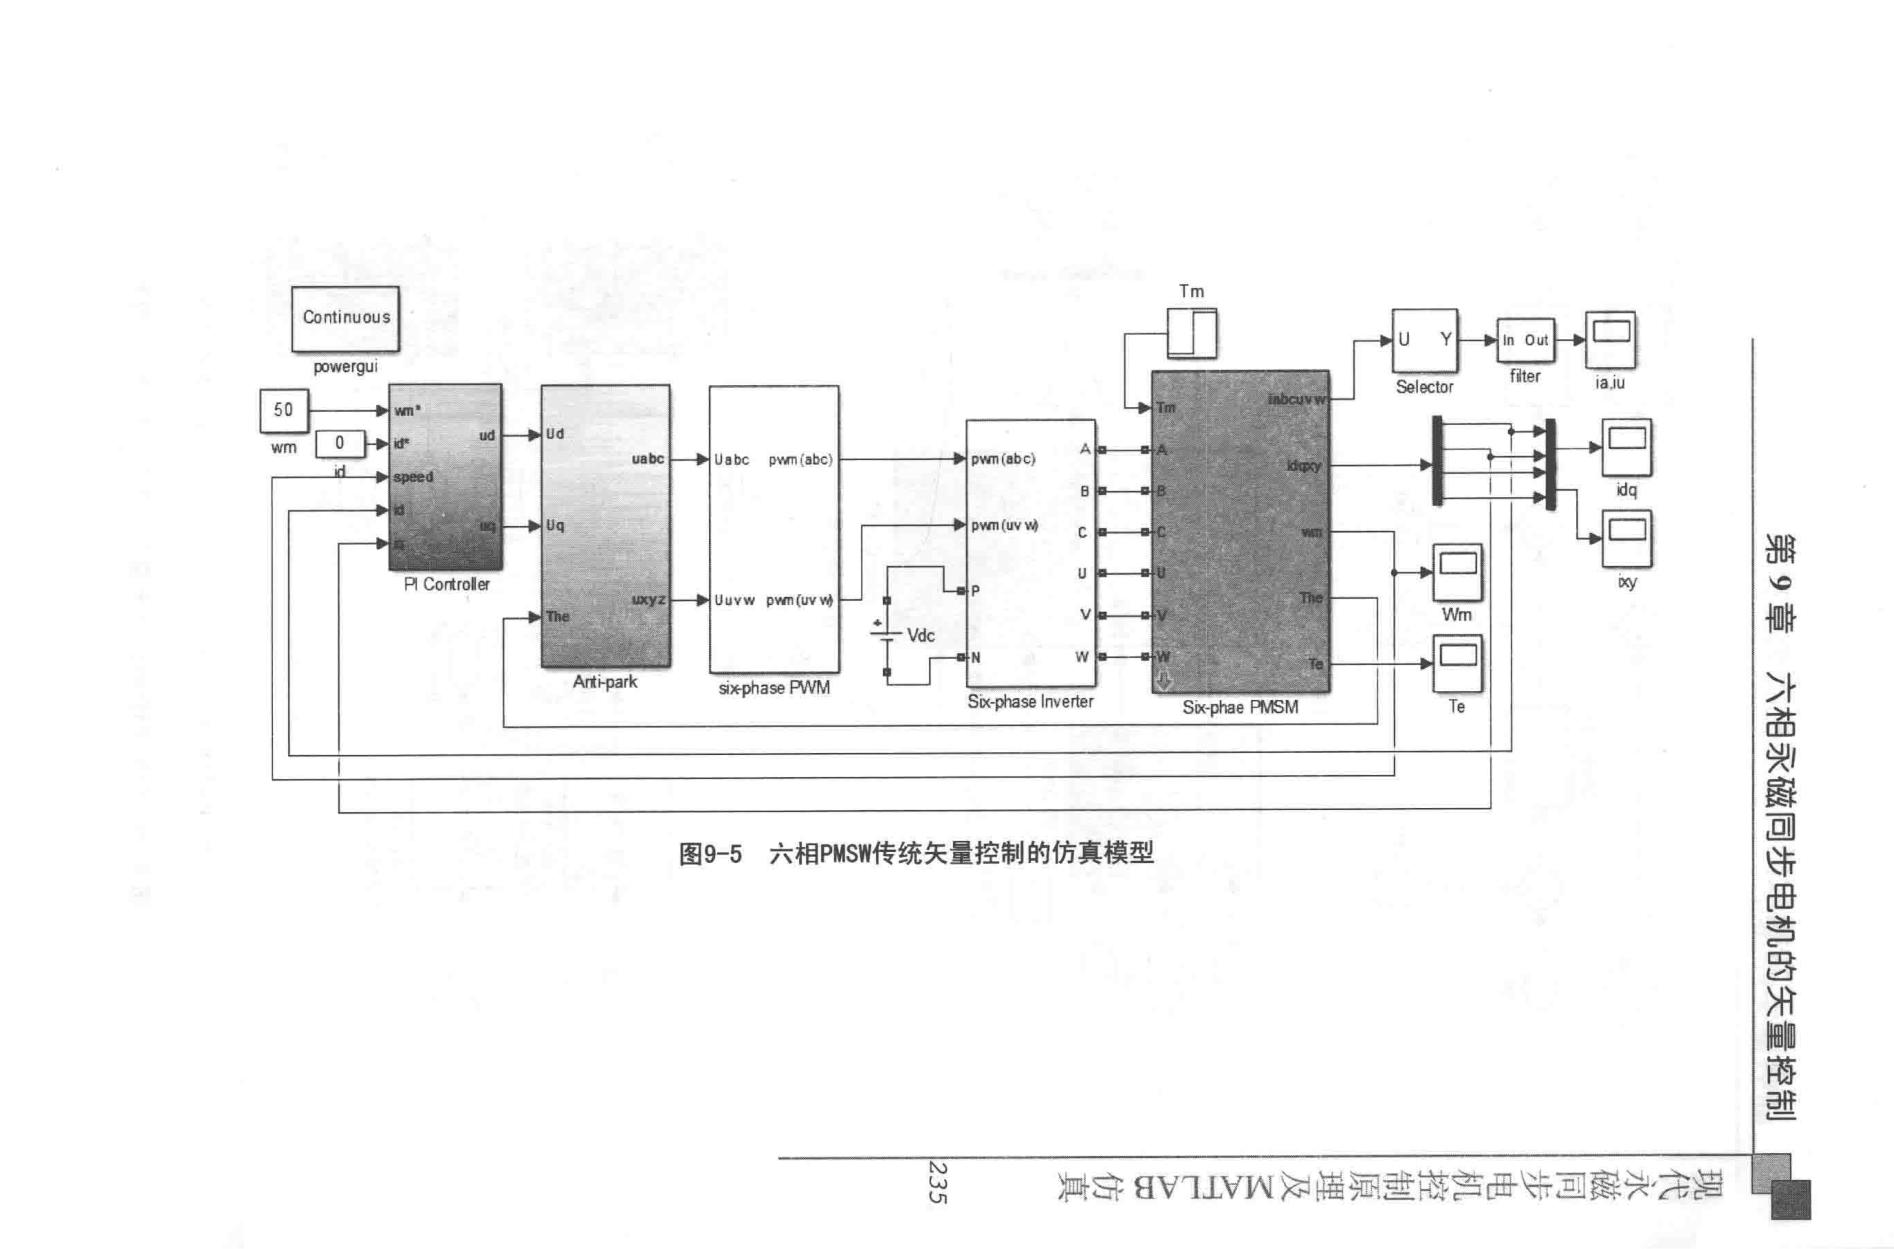 Continuous
powergui
50
wm
0
id
wm*
id*
speed
id
ud
uq
PI Controller
Ud
Uq
The
uabc
uxyz
Anti-park
Uabc pwm(abc)
Uuvw pwm(uvw)
six-phase PWM
+
Vdc
pwm(abc)
pwm(uvw)
P
N
A
B
C
U
V
W
Six-phase Inverter
Tm
Tm
A
B
C
U
V
W
iabcuvw
idqxy
wm
The
Te
Six-phae PMSM
U Y
Selector
In Out
filter
ia,iu
idq
ixy
Wm
Te
图9-5 六相PMSW传统矢量控制的仿真模型
第9章 六相永磁同步电机的矢量控制
235
现代永磁同步电机控制原理及MATLAB仿真